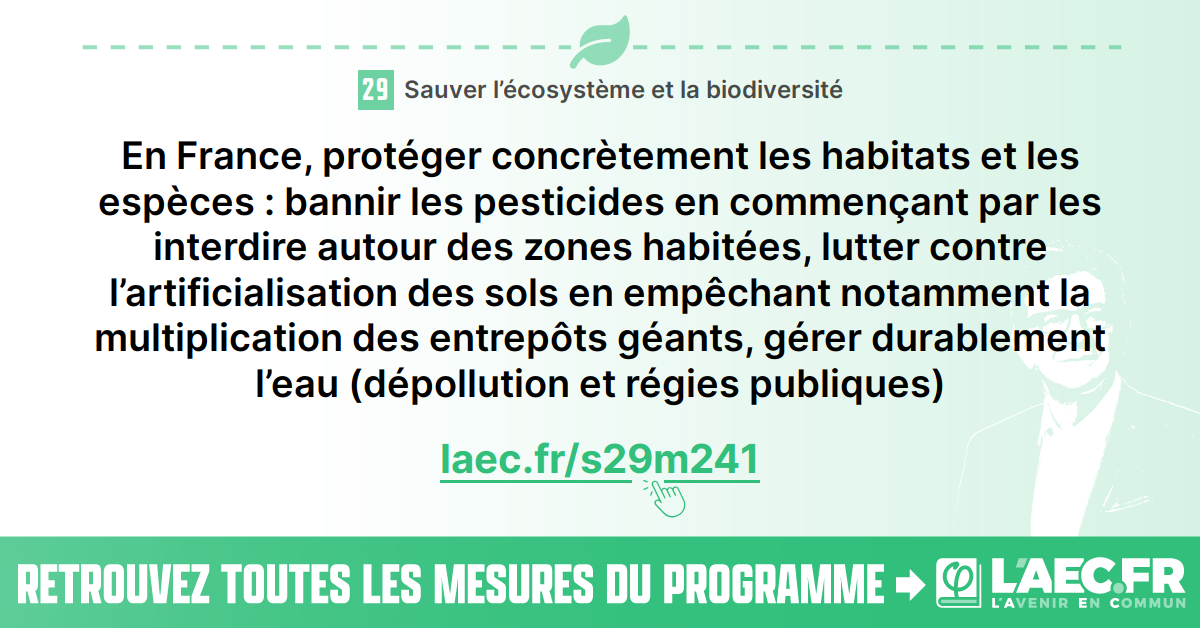 29 Sauver l’écosystème et la biodiversité
En France, protéger concrètement les habitats et les
espèces : bannir les pesticides en commençant par les
interdire autour des zones habitées, lutter contre
l’artificialisation des sols en empêchant notamment la
multiplication des entrepôts géants, gérer durablement
l’eau (dépollution et régies publiques)
laec.fr/s29m241
RETROUVEZ TOUTES LES MESURES DU PROGRAMME
L'AEC.FR
L'AVENIR EN COMMUN